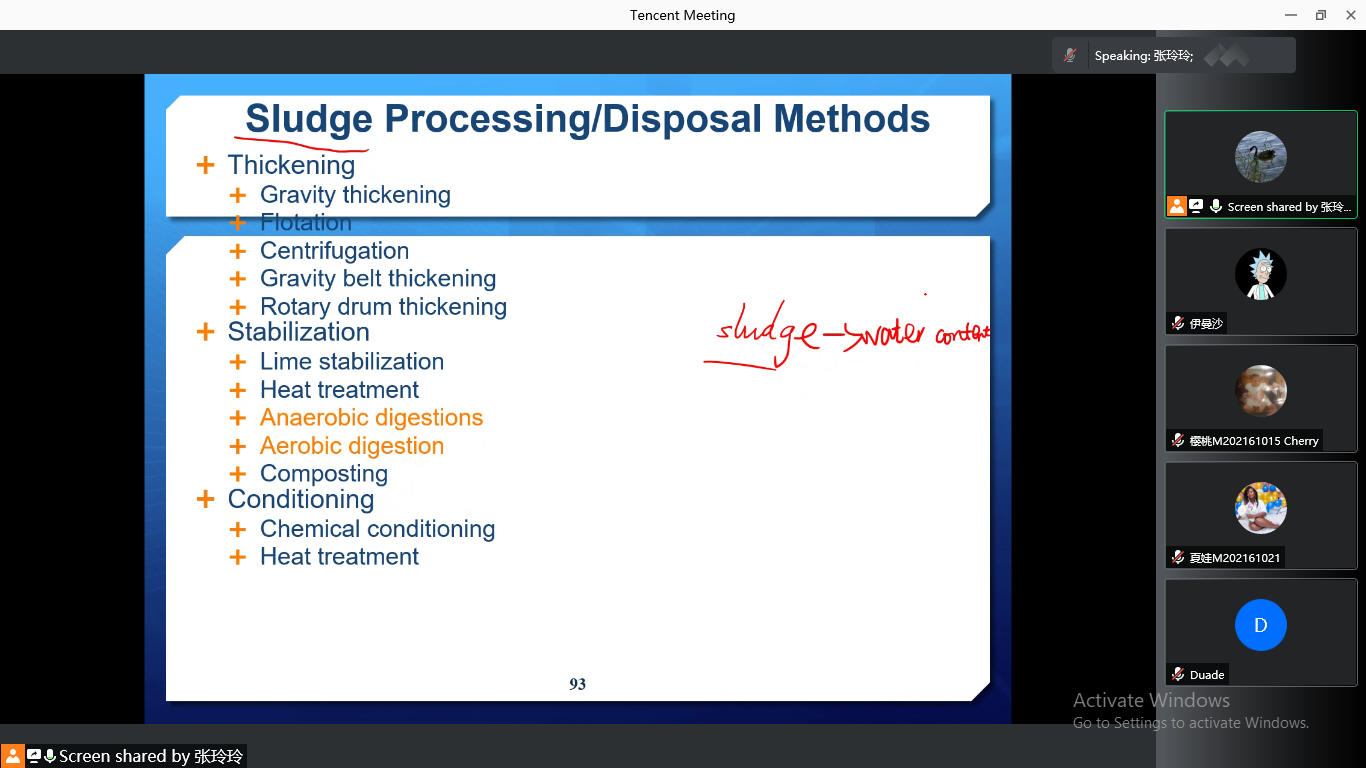 Tencent Meeting
Speaking: 张玲玲;
Sludge Processing/Disposal Methods
Thickening
Gravity thickening
Flotation
Centrifugation
Gravity belt thickening
Rotary drum thickening
Stabilization
Lime stabilization
Heat treatment
Anaerobic digestions
Aerobic digestion
Composting
Conditioning
Chemical conditioning
Heat treatment
sludge → water content
93
Screen shared by 张玲...
伊曼沙
樱桃M202161015 Cherry
夏娃M202161021
D
Duade
Activate Windows
Go to Settings to activate Windows.
Screen shared by 张玲玲